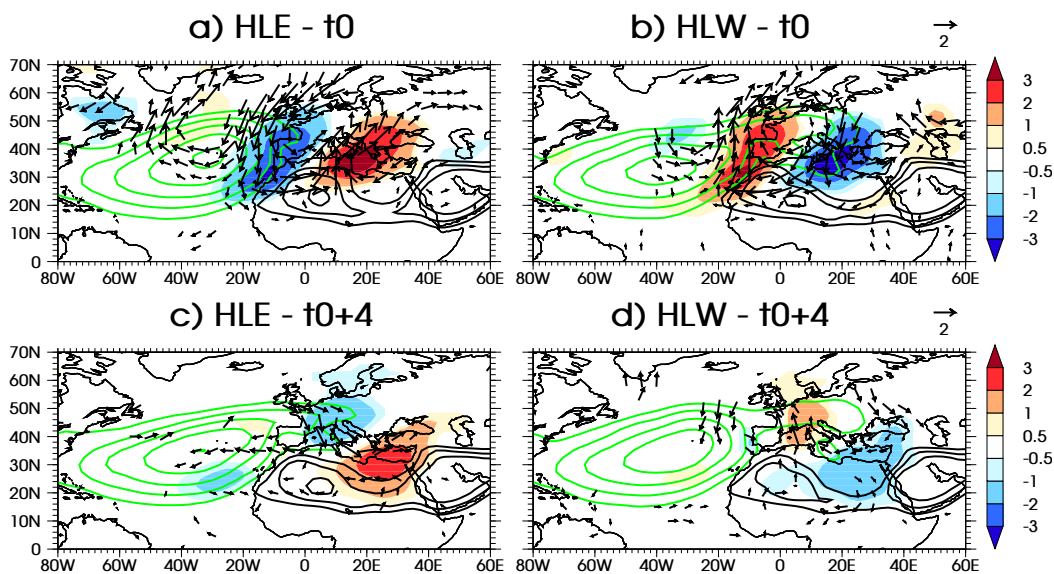 a) HLE - t0
b) HLW - t0
2
70N
60N
50N
40N
30N
20N
10N
0
80W 60W 40W 20W 0 20E 40E 60E
80W 60W 40W 20W 0 20E 40E 60E
3
2
1
0.5
-0.5
-1
-2
-3
c) HLE - t0+4
d) HLW - t0+4
2
70N
60N
50N
40N
30N
20N
10N
0
80W 60W 40W 20W 0 20E 40E 60E
80W 60W 40W 20W 0 20E 40E 60E
3
2
1
0.5
-0.5
-1
-2
-3